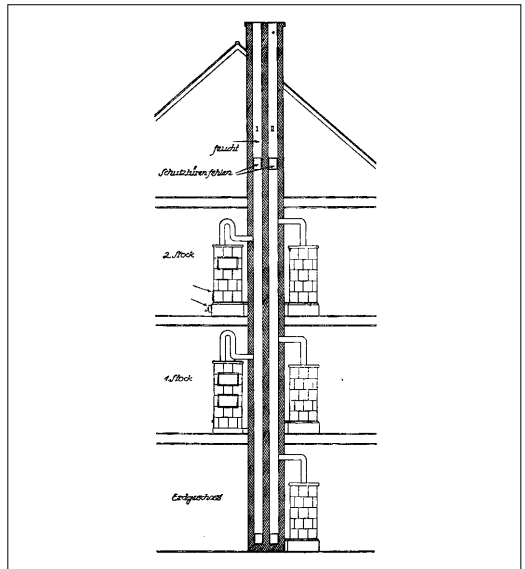 I II
feucht
Schutztüren fehlen
2. Stock
1. Stock
Erdgeschoss